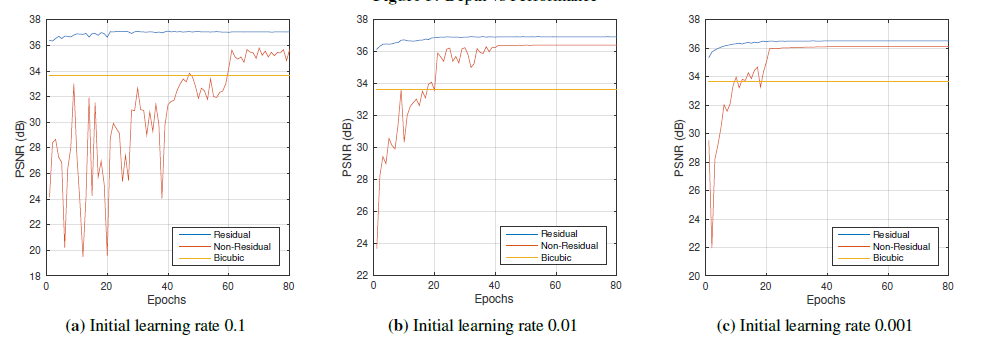 38
36
34
32
30
28
26
24
22
20
18
PSNR (dB)
0
20
40
60
80
Epochs
Residual
Non-Residual
Bicubic
(a) Initial learning rate 0.1
38
36
34
32
30
28
26
24
22
PSNR (dB)
0
20
40
60
80
Epochs
Residual
Non-Residual
Bicubic
(b) Initial learning rate 0.01
38
36
34
32
30
28
26
24
22
20
PSNR (dB)
0
20
40
60
80
Epochs
Residual
Non-Residual
Bicubic
(c) Initial learning rate 0.001